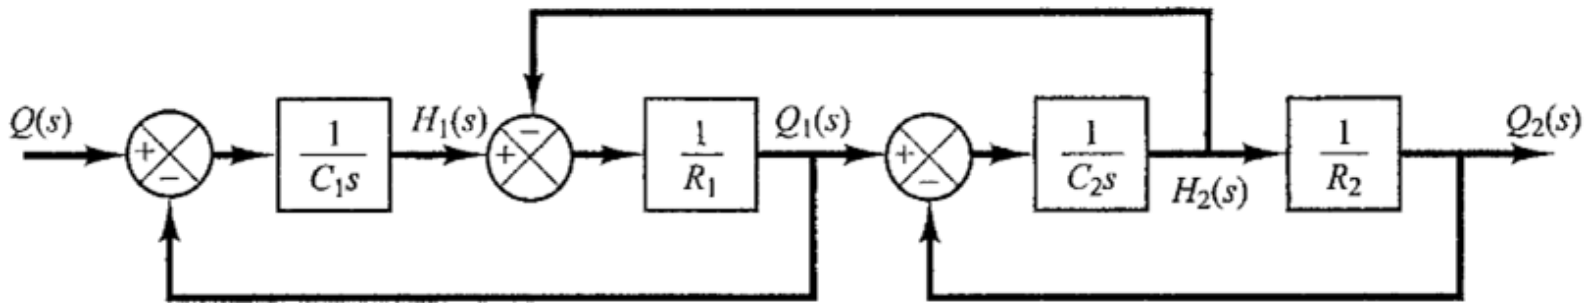 Q(s)
+
−
1
C₁s
H₁(s)
+
−
1
R₁
Q₁(s)
+
−
1
C₂s
H₂(s)
1
R₂
Q₂(s)